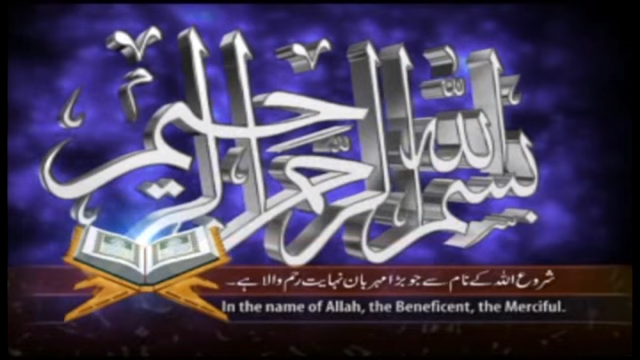 بسم الله الرحمن الرحيم
شروع اللہ کے نام سے جو بڑا مہربان نہایت رحم والا ہے۔
In the name of Allah, the Beneficent, the Merciful.